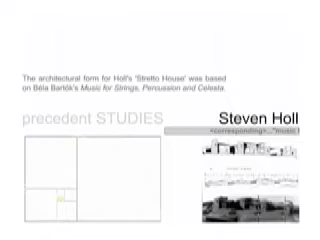 The architectural form for Holl's 'Stretto House' was based
on Béla Bartók's Music for Strings, Percussion and Celesta.
precedent STUDIES
Steven Holl
<corresponding>..."music f